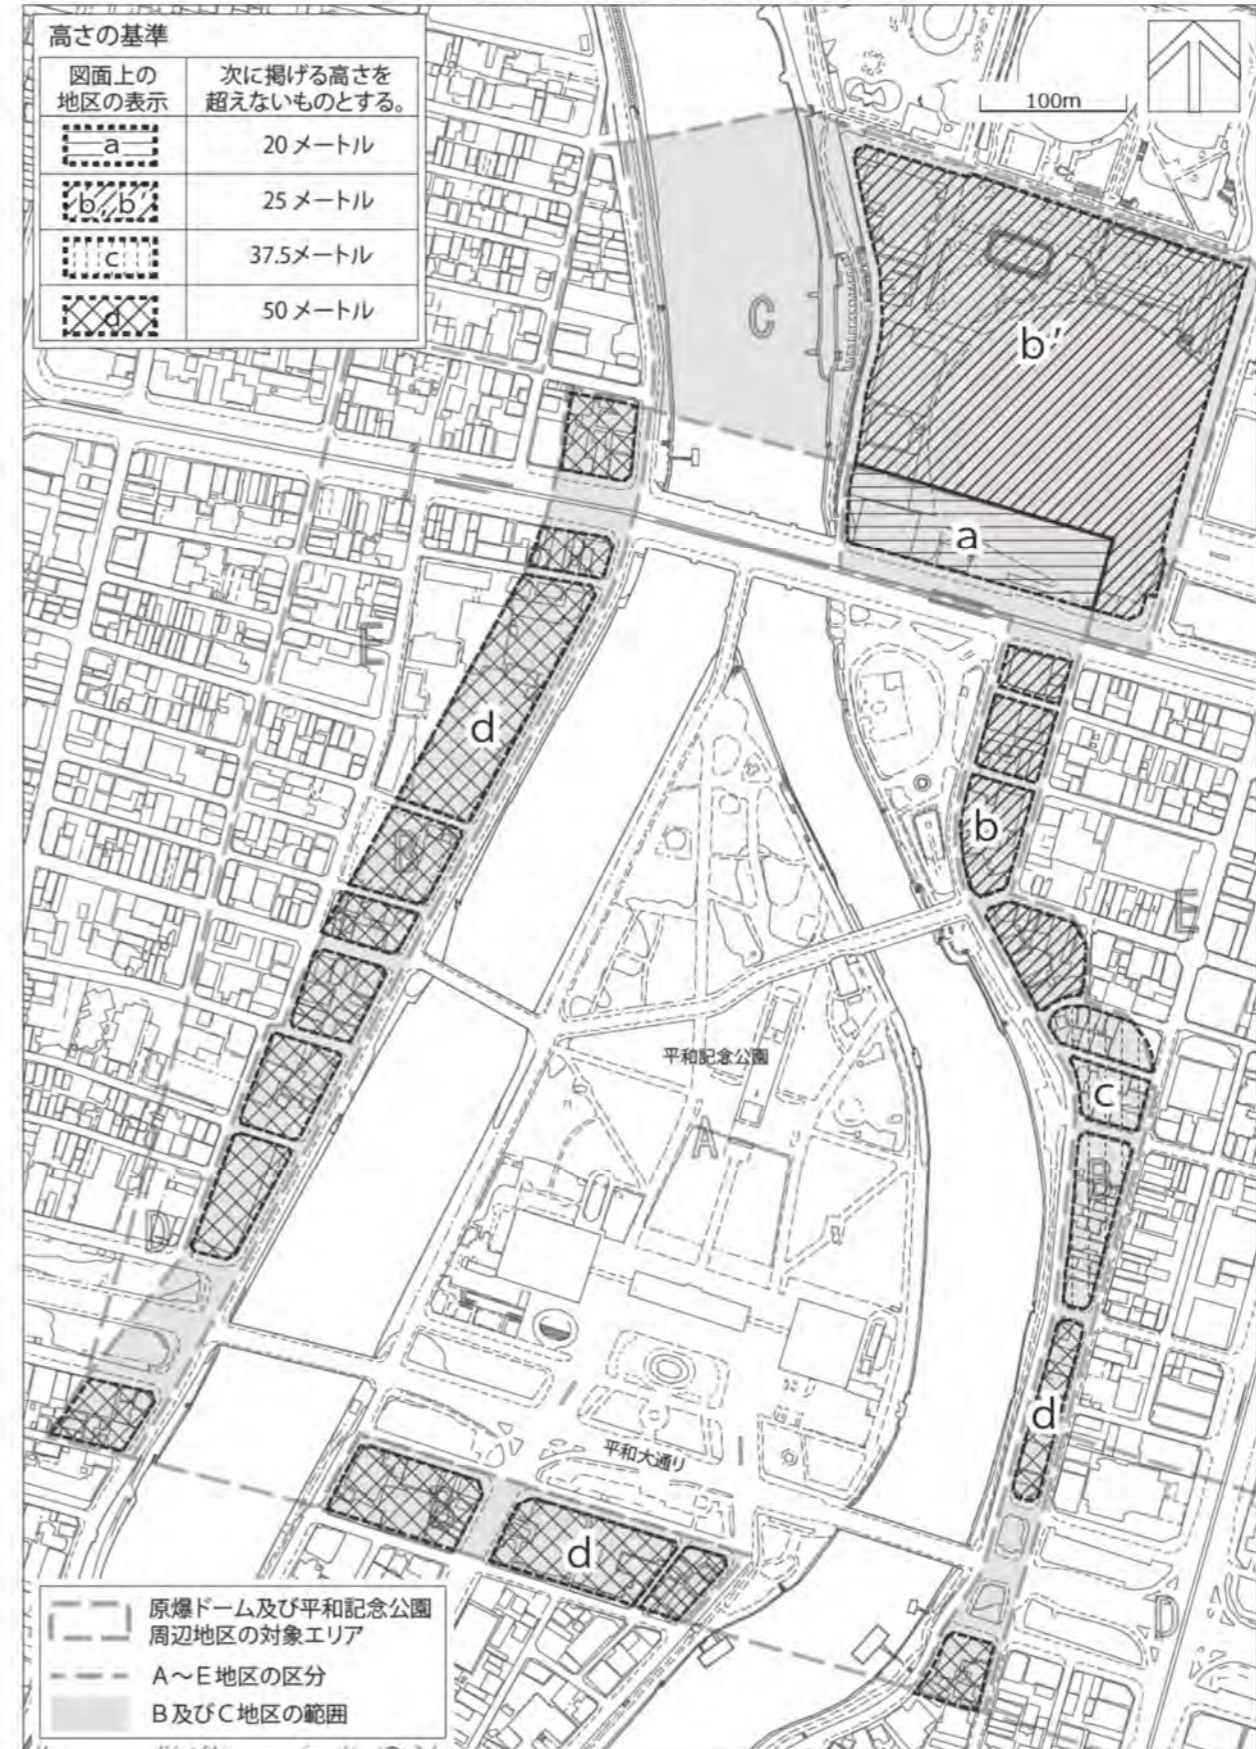 高さの基準
図面上の
地区の表示
次に掲げる高さを
超えないものとする。
a
20メートル
b, b'
25メートル
c
37.5メートル
d
50メートル
100m
C
b'
a
E
d
b
E
B
平和記念公園
A
c
B
D
d
平和大通り
d
D
原爆ドーム及び平和記念公園
周辺地区の対象エリア
A～E地区の区分
B及びC地区の範囲